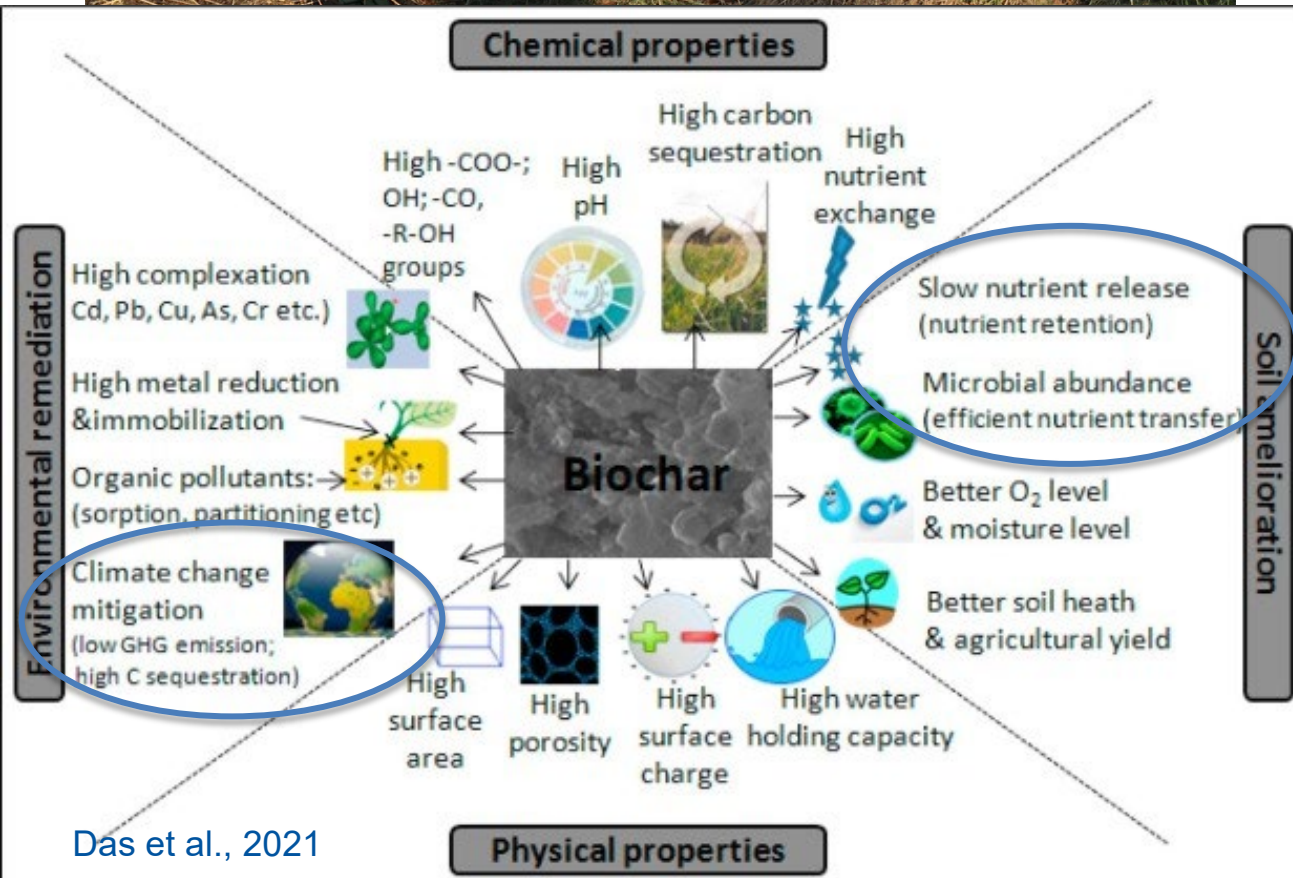 Chemical properties
High -COO-;
OH; -CO,
-R-OH
groups
High
pH
High carbon
sequestration
High
nutrient
exchange
Environmental remediation
High complexation
Cd, Pb, Cu, As, Cr etc.)
High metal reduction
&immobilization
Organic pollutants:
(sorption, partitioning etc)
Climate change
mitigation
(low GHG emission;
high C sequestration)
Biochar
Slow nutrient release
(nutrient retention)
Microbial abundance
(efficient nutrient transfer)
Better O₂ level
& moisture level
Better soil heath
& agricultural yield
Soil amelioration
High
surface
area
High
porosity
High
surface
charge
High water
holding capacity
Physical properties
Das et al., 2021